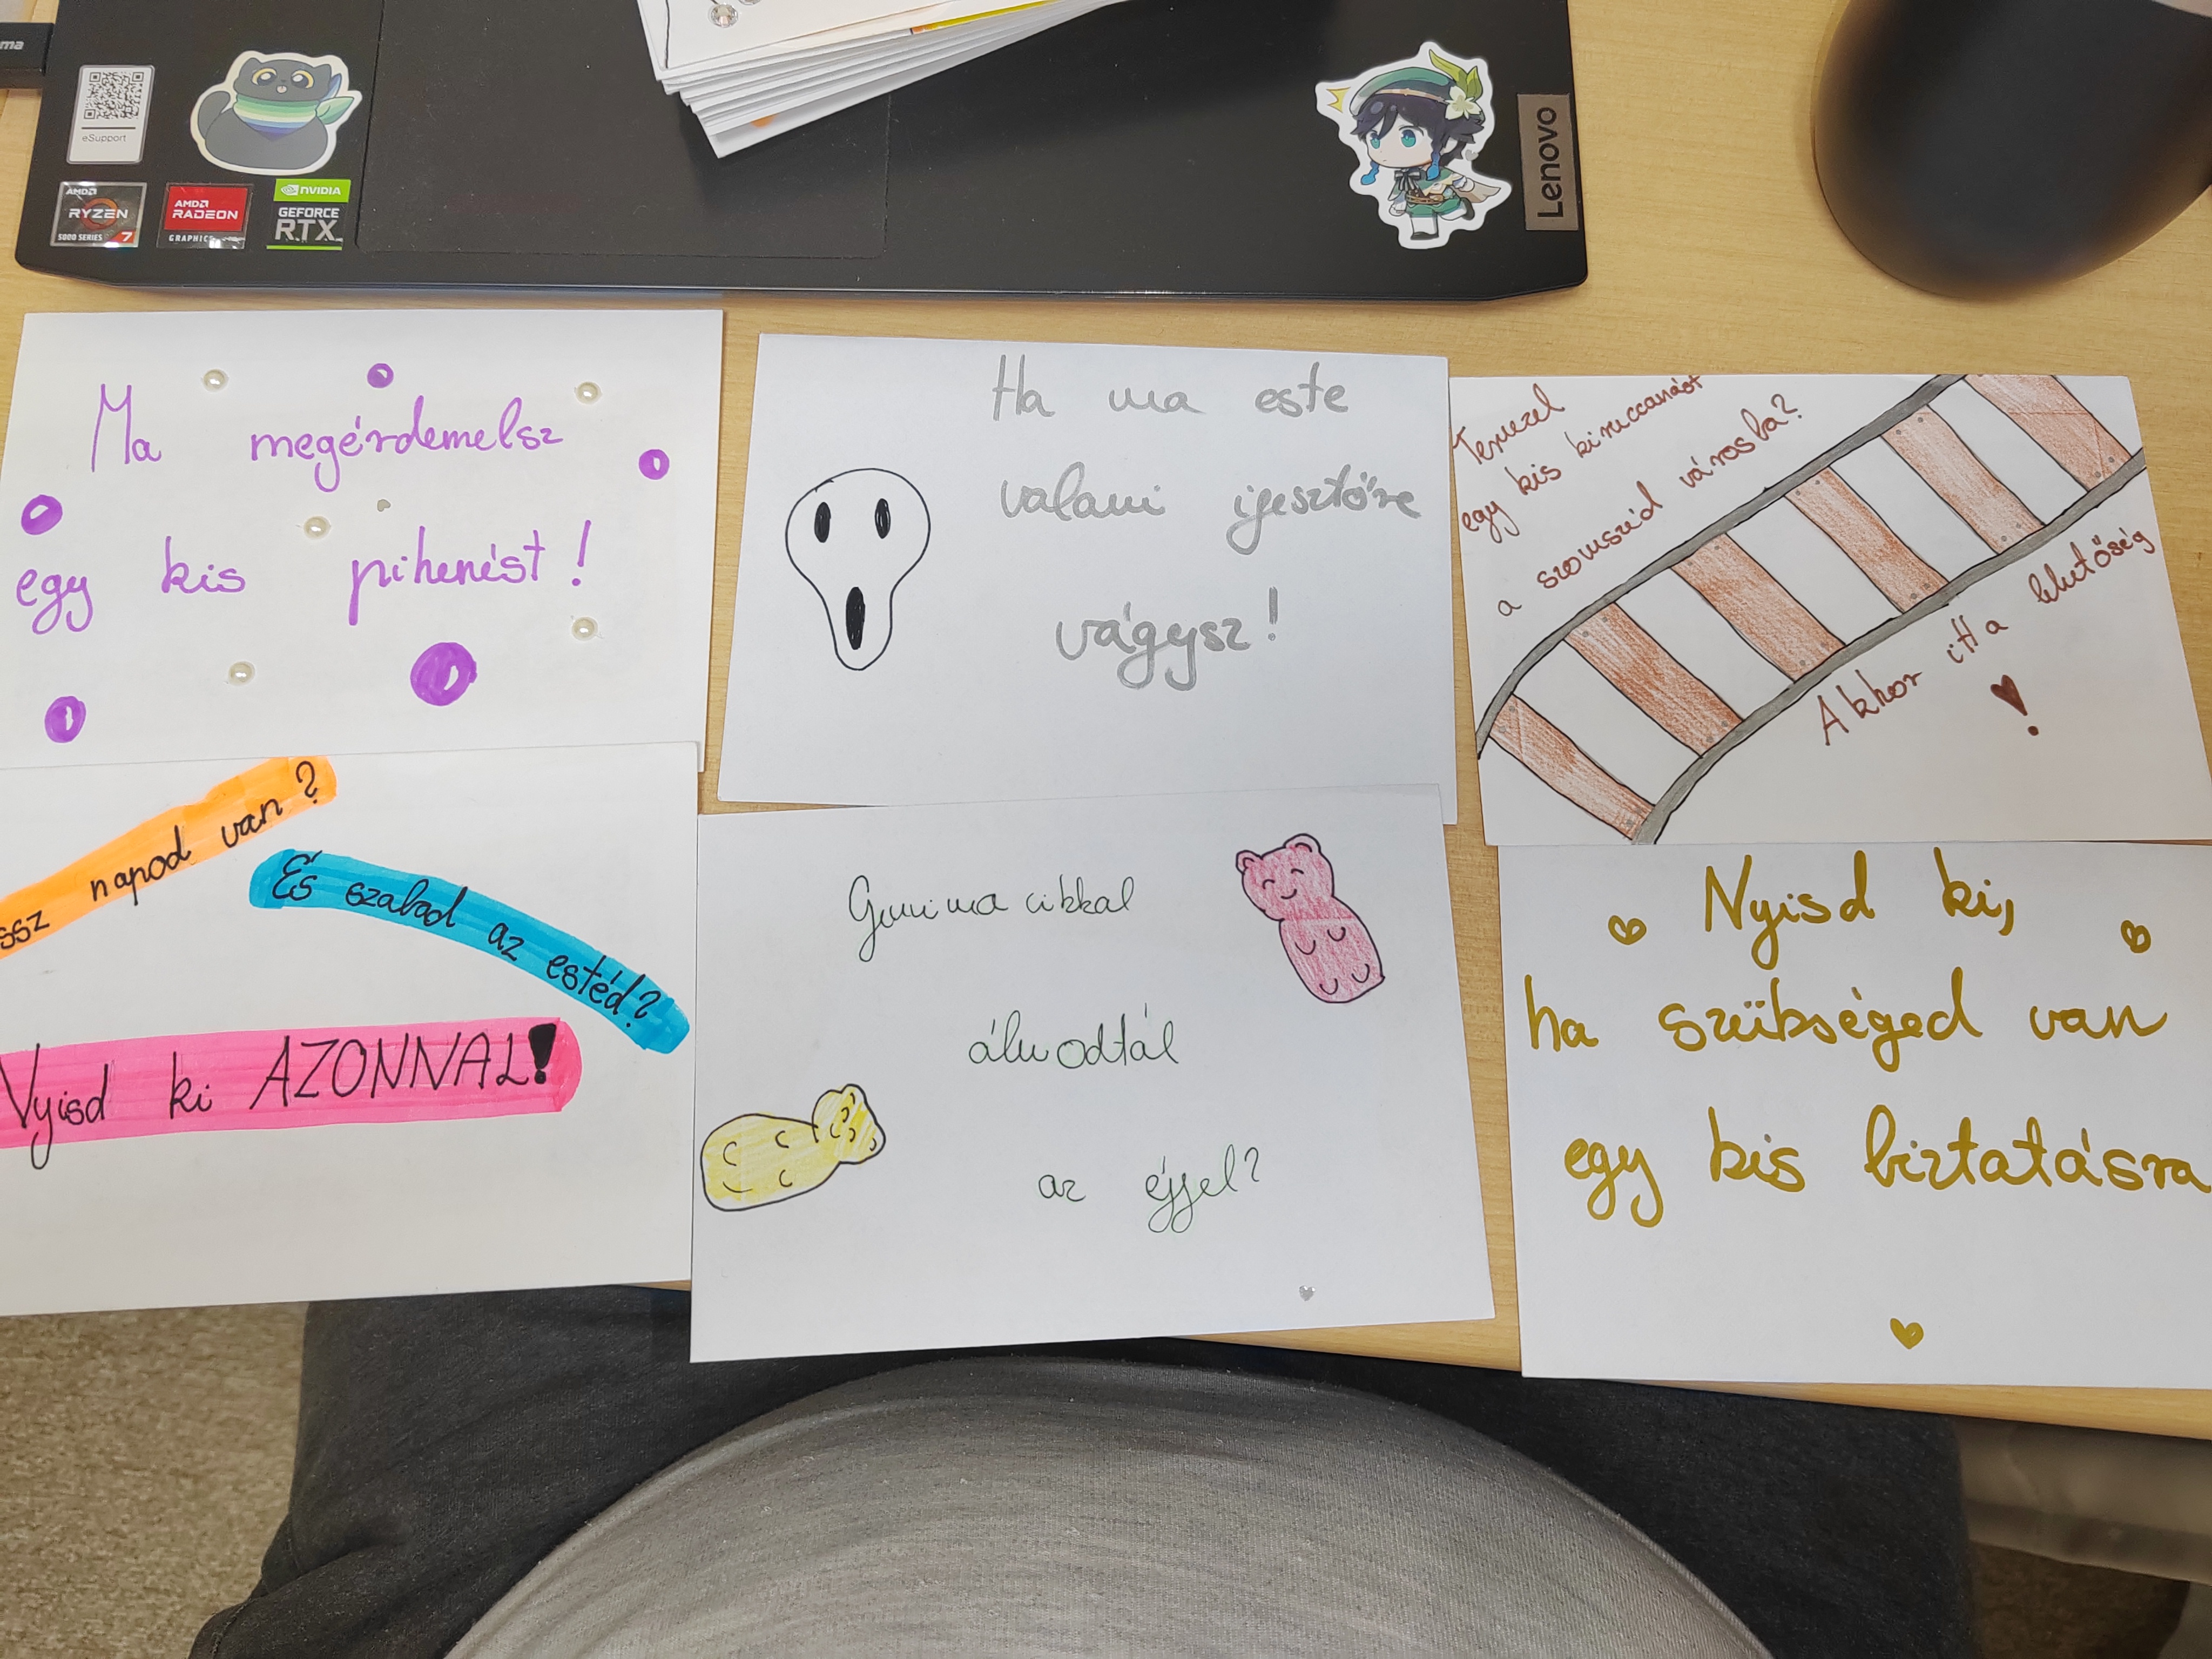 ma
eSupport
AMD
RYZEN
5000 SERIES 7
AMD
RADEON
GRAPHICS
NVIDIA
GEFORCE
RTX
Lenovo
Ma megérdemelsz
egy kis pihenést!
Ha ma este
valami ijesztőre
vágysz!
Tervezel
egy kis kiruccanást
a szomszéd városba?
Akkor itt a lehetőség
!
ssz napod van?
És szabad az estéd?
Nyisd ki AZONNAL!
Gumimacikkal
álmodtál
az éjjel?
Nyisd ki,
ha szükséged van
egy kis biztatásra